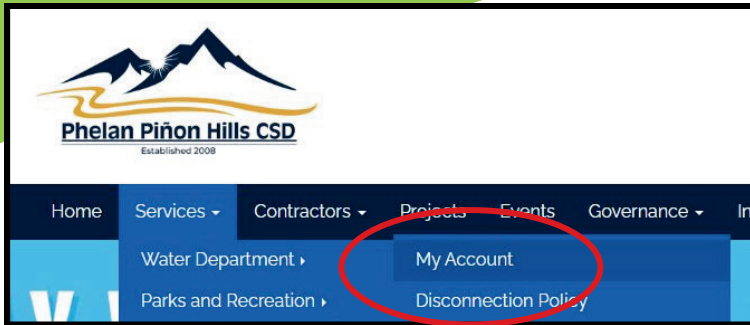 Phelan Piñon Hills CSD
Established 2008
Home Services Contractors Projects Events Governance
Water Department My Account
Parks and Recreation Disconnection Policy